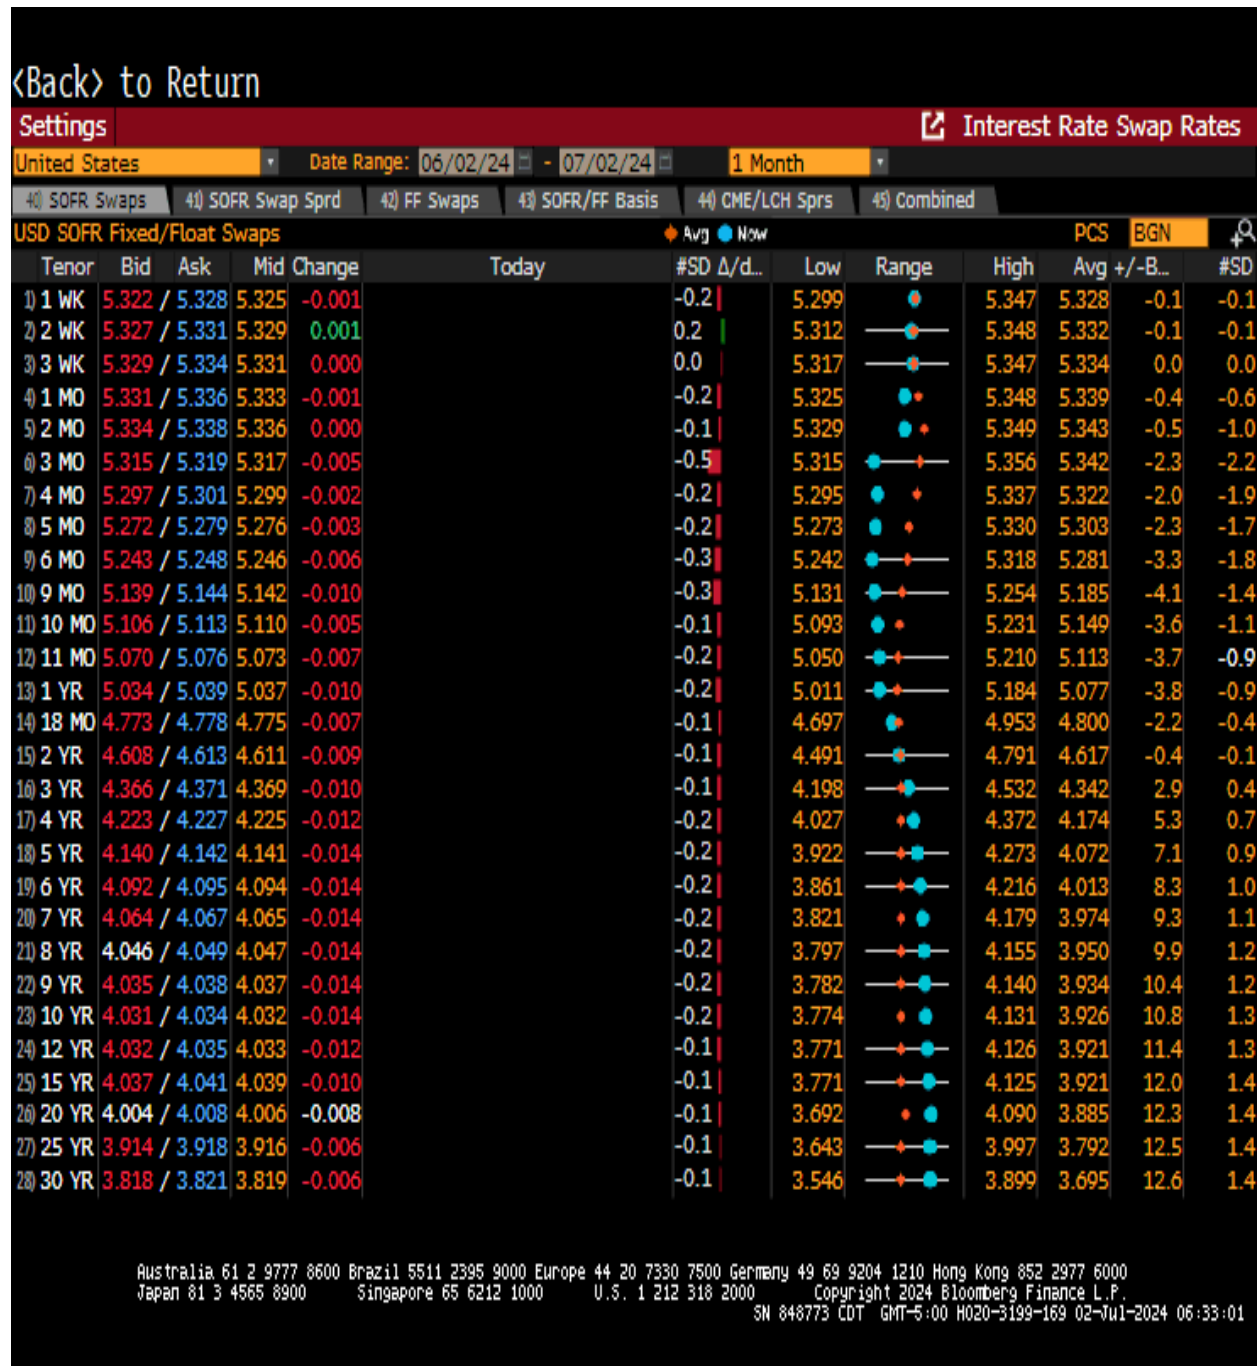 <Back> to Return
Settings Interest Rate Swap Rates
United States Date Range: 06/02/24 - 07/02/24 1 Month
40) SOFR Swaps 41) SOFR Swap Sprd 42) FF Swaps 43) SOFR/FF Basis 44) CME/LCH Sprs 45) Combined
USD SOFR Fixed/Float Swaps Avg Now PCS BGN
Tenor Bid Ask Mid Change Today #SD Δ/d... Low Range High Avg +/-B... #SD
1) 1 WK 5.322 / 5.328 5.325 -0.001 -0.2 5.299 5.347 5.328 -0.1 -0.1
2) 2 WK 5.327 / 5.331 5.329 0.001 0.2 5.312 5.348 5.332 -0.1 -0.1
3) 3 WK 5.329 / 5.334 5.331 0.000 0.0 5.317 5.347 5.334 0.0 0.0
4) 1 MO 5.331 / 5.336 5.333 -0.001 -0.2 5.325 5.348 5.339 -0.4 -0.6
5) 2 MO 5.334 / 5.338 5.336 0.000 -0.1 5.329 5.349 5.343 -0.5 -1.0
6) 3 MO 5.315 / 5.319 5.317 -0.005 -0.5 5.315 5.356 5.342 -2.3 -2.2
7) 4 MO 5.297 / 5.301 5.299 -0.002 -0.2 5.295 5.337 5.322 -2.0 -1.9
8) 5 MO 5.272 / 5.279 5.276 -0.003 -0.2 5.273 5.330 5.303 -2.3 -1.7
9) 6 MO 5.243 / 5.248 5.246 -0.006 -0.3 5.242 5.318 5.281 -3.3 -1.8
10) 9 MO 5.139 / 5.144 5.142 -0.010 -0.3 5.131 5.254 5.185 -4.1 -1.4
11) 10 MO 5.106 / 5.113 5.110 -0.005 -0.1 5.093 5.231 5.149 -3.6 -1.1
12) 11 MO 5.070 / 5.076 5.073 -0.007 -0.2 5.050 5.210 5.113 -3.7 -0.9
13) 1 YR 5.034 / 5.039 5.037 -0.010 -0.2 5.011 5.184 5.077 -3.8 -0.9
14) 18 MO 4.773 / 4.778 4.775 -0.007 -0.1 4.697 4.953 4.800 -2.2 -0.4
15) 2 YR 4.608 / 4.613 4.611 -0.009 -0.1 4.491 4.791 4.617 -0.4 -0.1
16) 3 YR 4.366 / 4.371 4.369 -0.010 -0.1 4.198 4.532 4.342 2.9 0.4
17) 4 YR 4.223 / 4.227 4.225 -0.012 -0.2 4.027 4.372 4.174 5.3 0.7
18) 5 YR 4.140 / 4.142 4.141 -0.014 -0.2 3.922 4.273 4.072 7.1 0.9
19) 6 YR 4.092 / 4.095 4.094 -0.014 -0.2 3.861 4.216 4.013 8.3 1.0
20) 7 YR 4.064 / 4.067 4.065 -0.014 -0.2 3.821 4.179 3.974 9.3 1.1
21) 8 YR 4.046 / 4.049 4.047 -0.014 -0.2 3.797 4.155 3.950 9.9 1.2
22) 9 YR 4.035 / 4.038 4.037 -0.014 -0.2 3.782 4.140 3.934 10.4 1.2
23) 10 YR 4.031 / 4.034 4.032 -0.014 -0.2 3.774 4.131 3.926 10.8 1.3
24) 12 YR 4.032 / 4.035 4.033 -0.012 -0.1 3.771 4.126 3.921 11.4 1.3
25) 15 YR 4.037 / 4.041 4.039 -0.010 -0.1 3.771 4.125 3.921 12.0 1.4
26) 20 YR 4.004 / 4.008 4.006 -0.008 -0.1 3.692 4.090 3.885 12.3 1.4
27) 25 YR 3.914 / 3.918 3.916 -0.006 -0.1 3.643 3.997 3.792 12.5 1.4
28) 30 YR 3.818 / 3.821 3.819 -0.006 -0.1 3.546 3.899 3.695 12.6 1.4
Australia 61 2 9777 8600 Brazil 5511 2395 9000 Europe 44 20 7330 7500 Germany 49 69 9204 1210 Hong Kong 852 2977 6000
Japan 81 3 4565 8900 Singapore 65 6212 1000 U.S. 1 212 318 2000 Copyright 2024 Bloomberg Finance L.P.
SN 848773 CDT GMT-5:00 H020-3199-169 02-Jul-2024 06:33:01